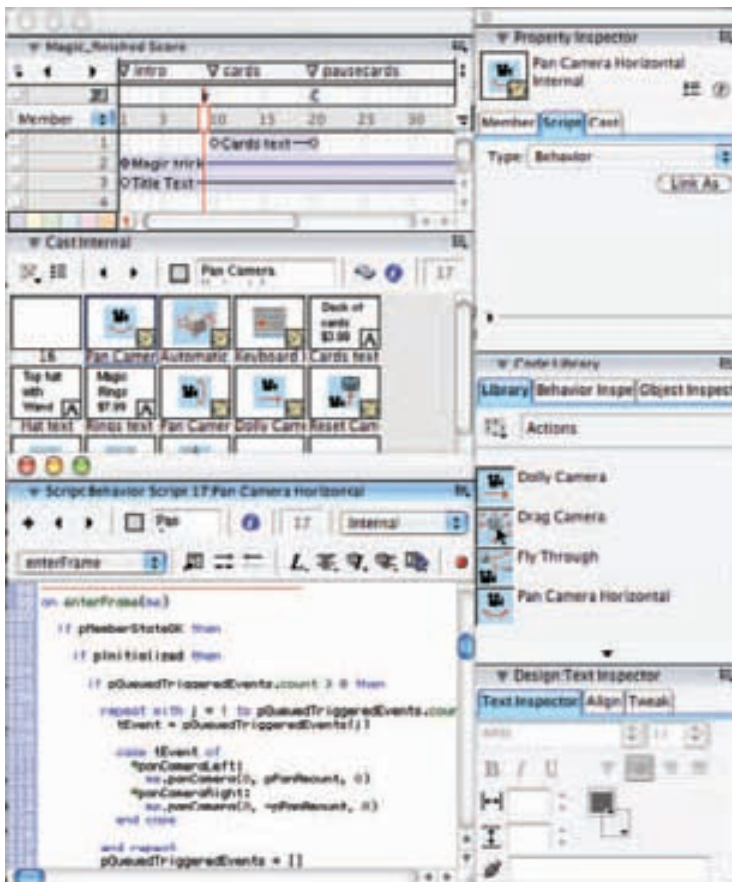 Magic_finished Score
intro cards pausecards
Member 1 5 10 15 20 25 30
1 Cards text
2 Magic trick
3 Title Text
4
Cast:Internal
Pan Camera 17
16 Pan Camer Automatic Keyboard Cards text
Deck of
cards
$3.99
Top hat
with
Wand
Magic
Rings
$7.99
Hat text Rings text Pan Camer Dolly Cam Reset Cam
Script:Behavior Script 17:Pan Camera Horizontal
Pan 17 Internal
enterFrame
on enterFrame(me)
if pMemberStateOK then
if pInitialized then
if pQueuedTriggeredEvents.count > 0 then
repeat with j = 1 to pQueuedTriggeredEvents.coun
tEvent = pQueuedTriggeredEvents[j]
case tEvent of
#panCameraLeft:
me.panCamera(0, pPanAmount, 0)
#panCameraRight:
me.panCamera(0, -pPanAmount, 0)
end case
end repeat
pQueuedTriggeredEvents = []
Property Inspector
Pan Camera Horizontal
Internal
Member Script Cast
Type: Behavior
Link As
Code:Library
Library Behavior Inspe Object Inspect
Actions
Dolly Camera
Drag Camera
Fly Through
Pan Camera Horizontal
Design:Text Inspector
Text Inspector Align Tweak
B I U